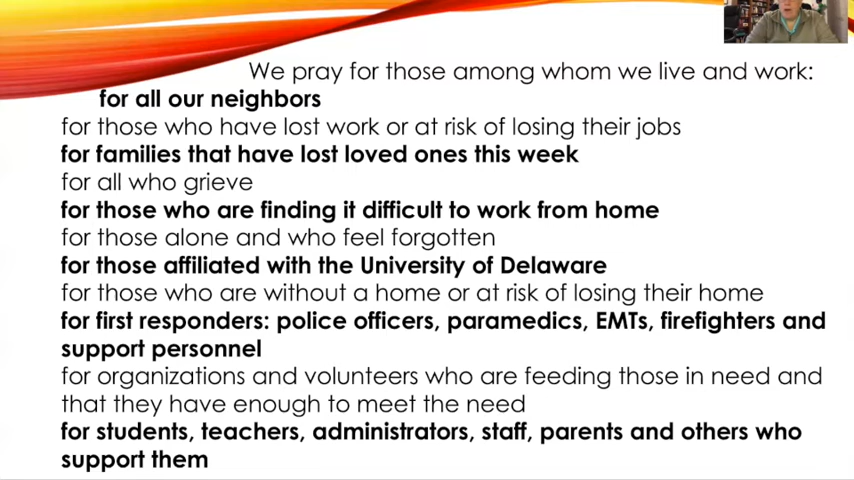 We pray for those among whom we live and work:
for all our neighbors
for those who have lost work or at risk of losing their jobs
for families that have lost loved ones this week
for all who grieve
for those who are finding it difficult to work from home
for those alone and who feel forgotten
for those affiliated with the University of Delaware
for those who are without a home or at risk of losing their home
for first responders: police officers, paramedics, EMTs, firefighters and
support personnel
for organizations and volunteers who are feeding those in need and
that they have enough to meet the need
for students, teachers, administrators, staff, parents and others who
support them